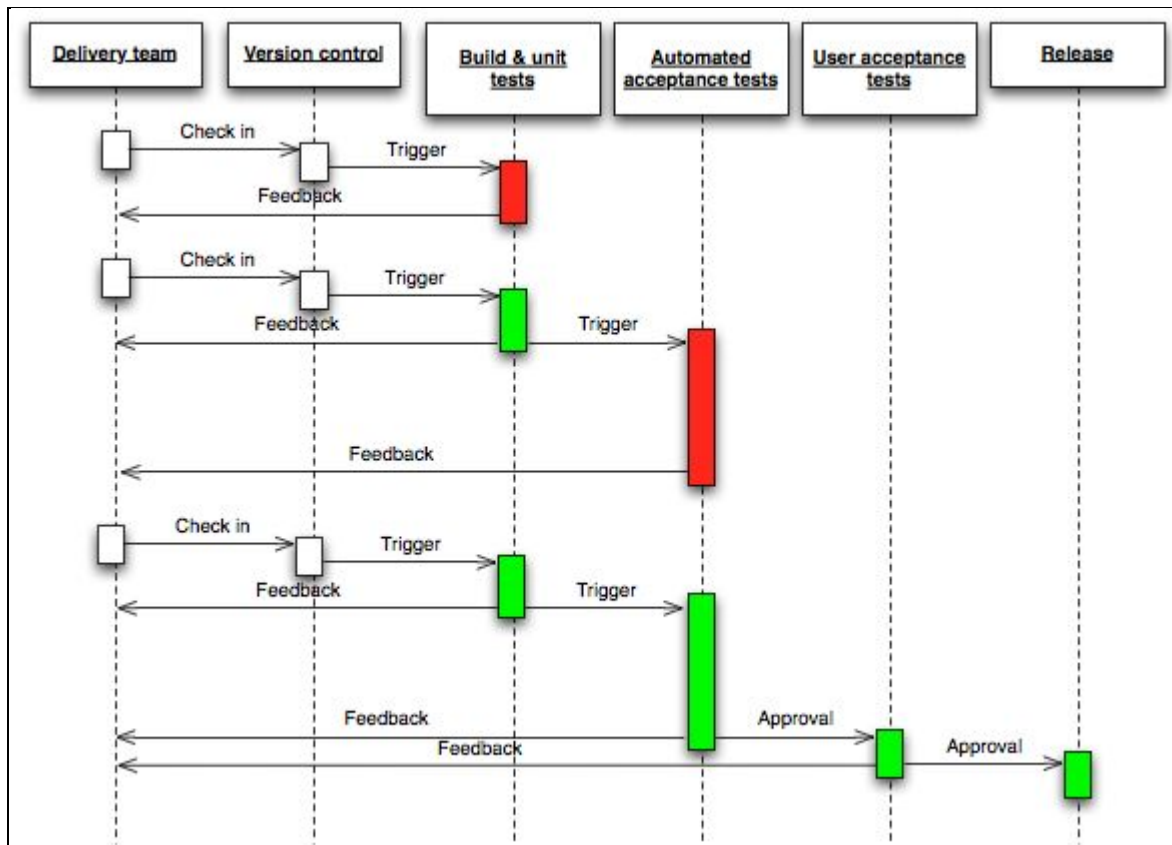 Delivery team
Version control
Build & unit
tests
Automated
acceptance tests
User acceptance
tests
Release
Check in
Trigger
Feedback
Check in
Trigger
Feedback
Trigger
Feedback
Check in
Trigger
Feedback
Trigger
Feedback
Approval
Feedback
Approval